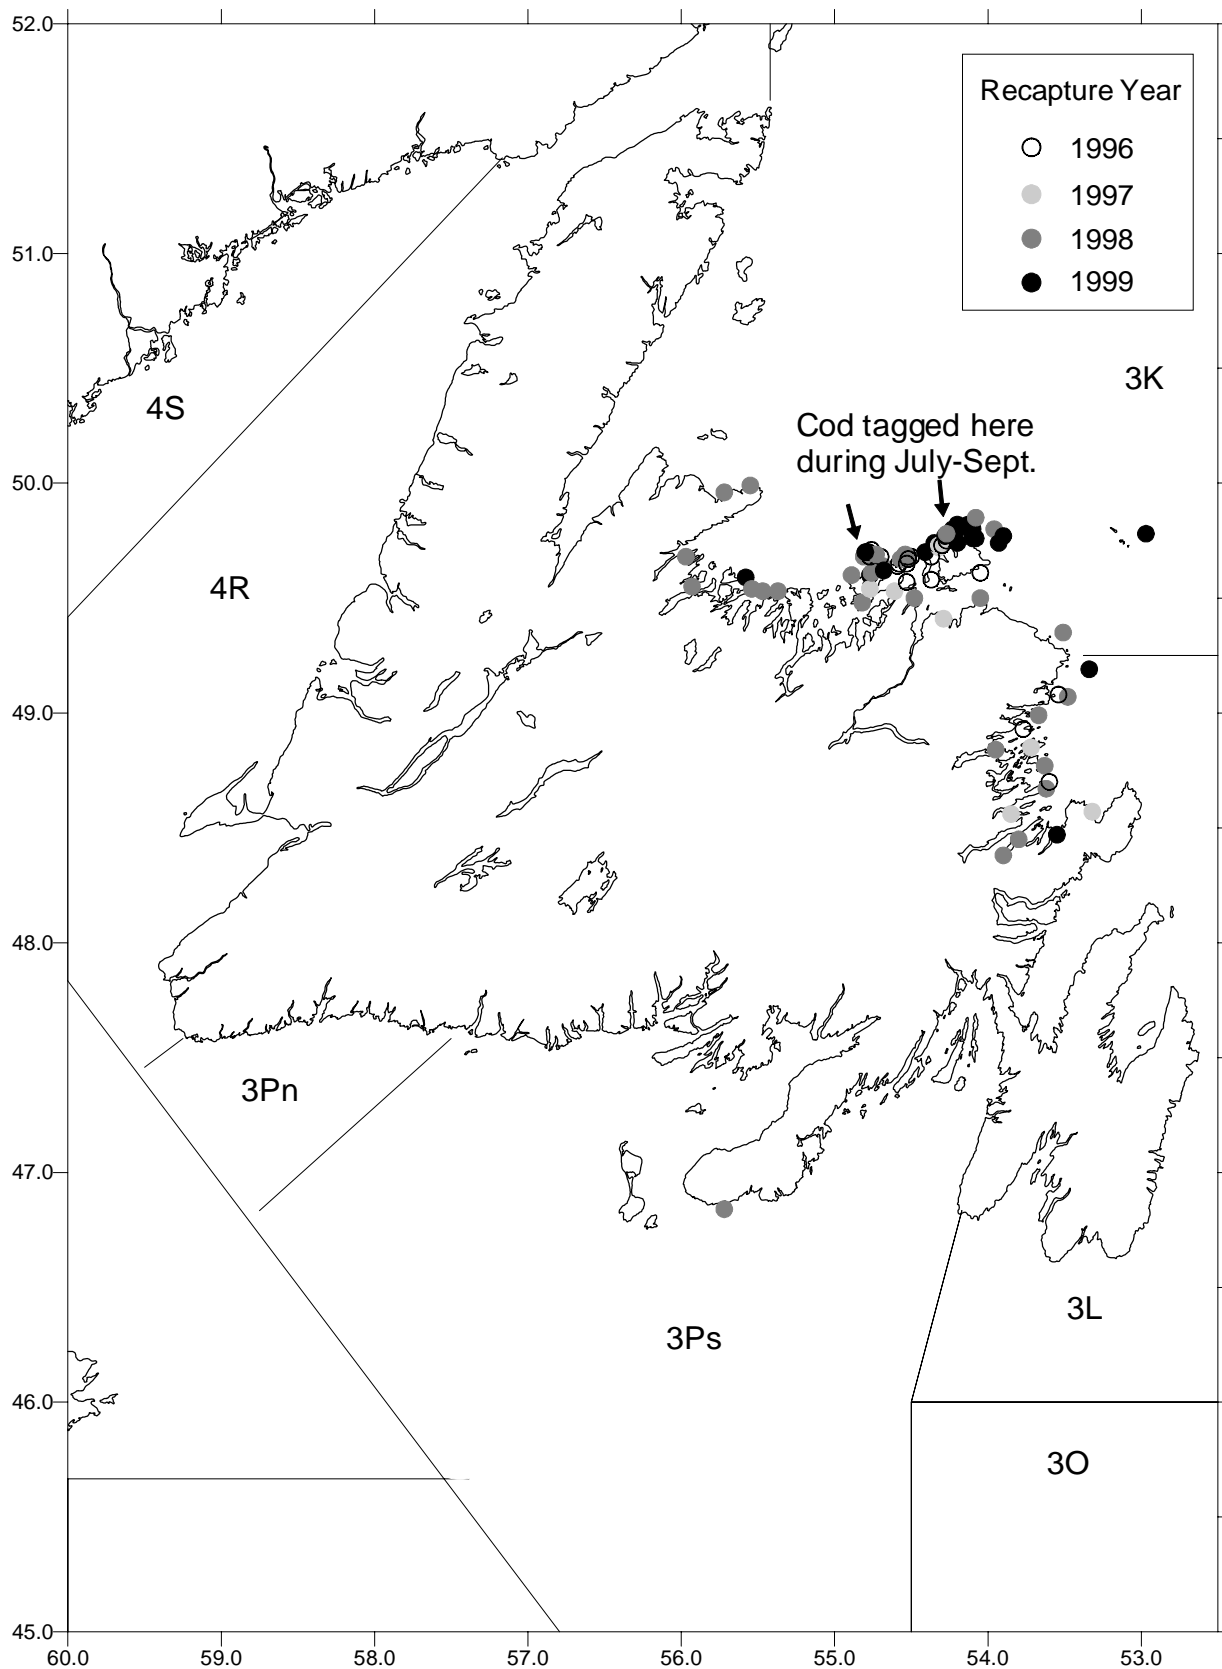 52.0
Recapture Year
1996
1997
1998
1999
51.0
3K
4S
Cod tagged here
during July-Sept.
50.0
4R
49.0
48.0
3Pn
47.0
3L
3Ps
46.0
3O
45.0
60.0 59.0 58.0 57.0 56.0 55.0 54.0 53.0